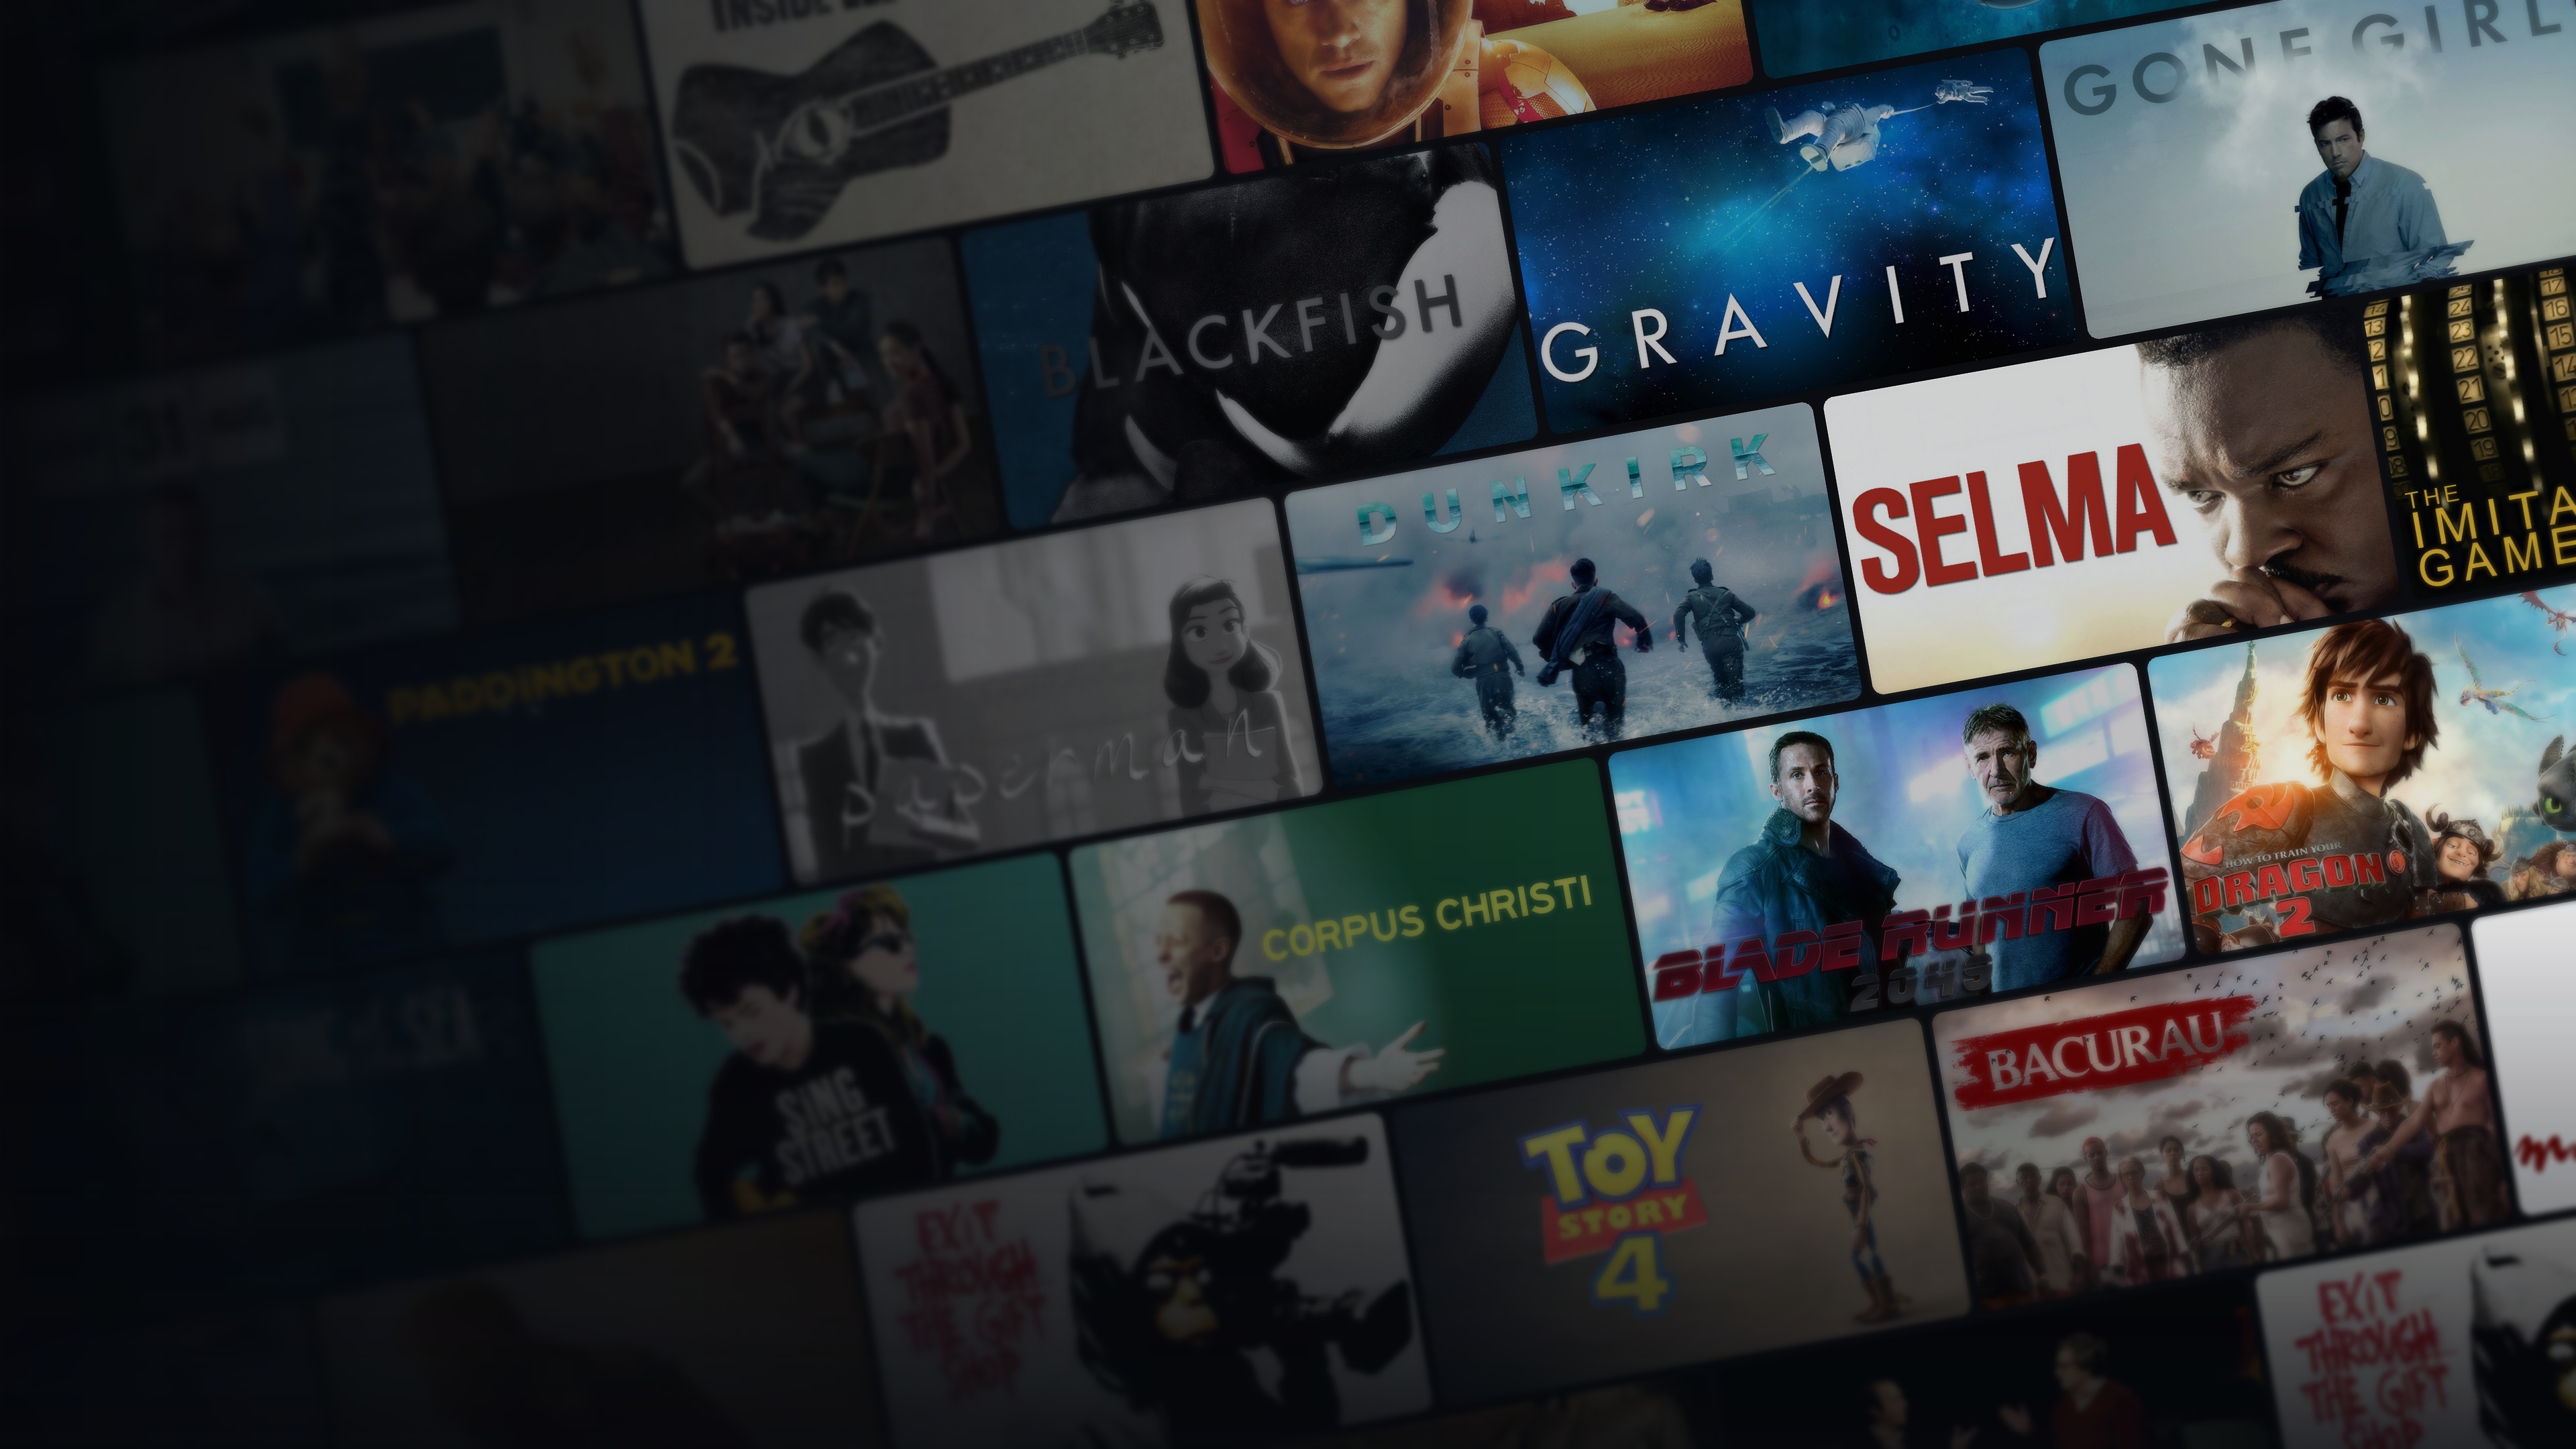 INSIDE
GONE GIRL
BLACKFISH
GRAVITY
DUNKIRK
SELMA
THE
IMITA
GAME
PADDINGTON 2
paperman
CORPUS CHRISTI
BLADE RUNNER
2049
HOW TO TRAIN YOUR
DRAGON
2
SING
STREET
BACURAU
EXIT
THROUGH
THE GIFT
SHOP
TOY
STORY
4
EXIT
THROUGH
THE GIFT
SHOP